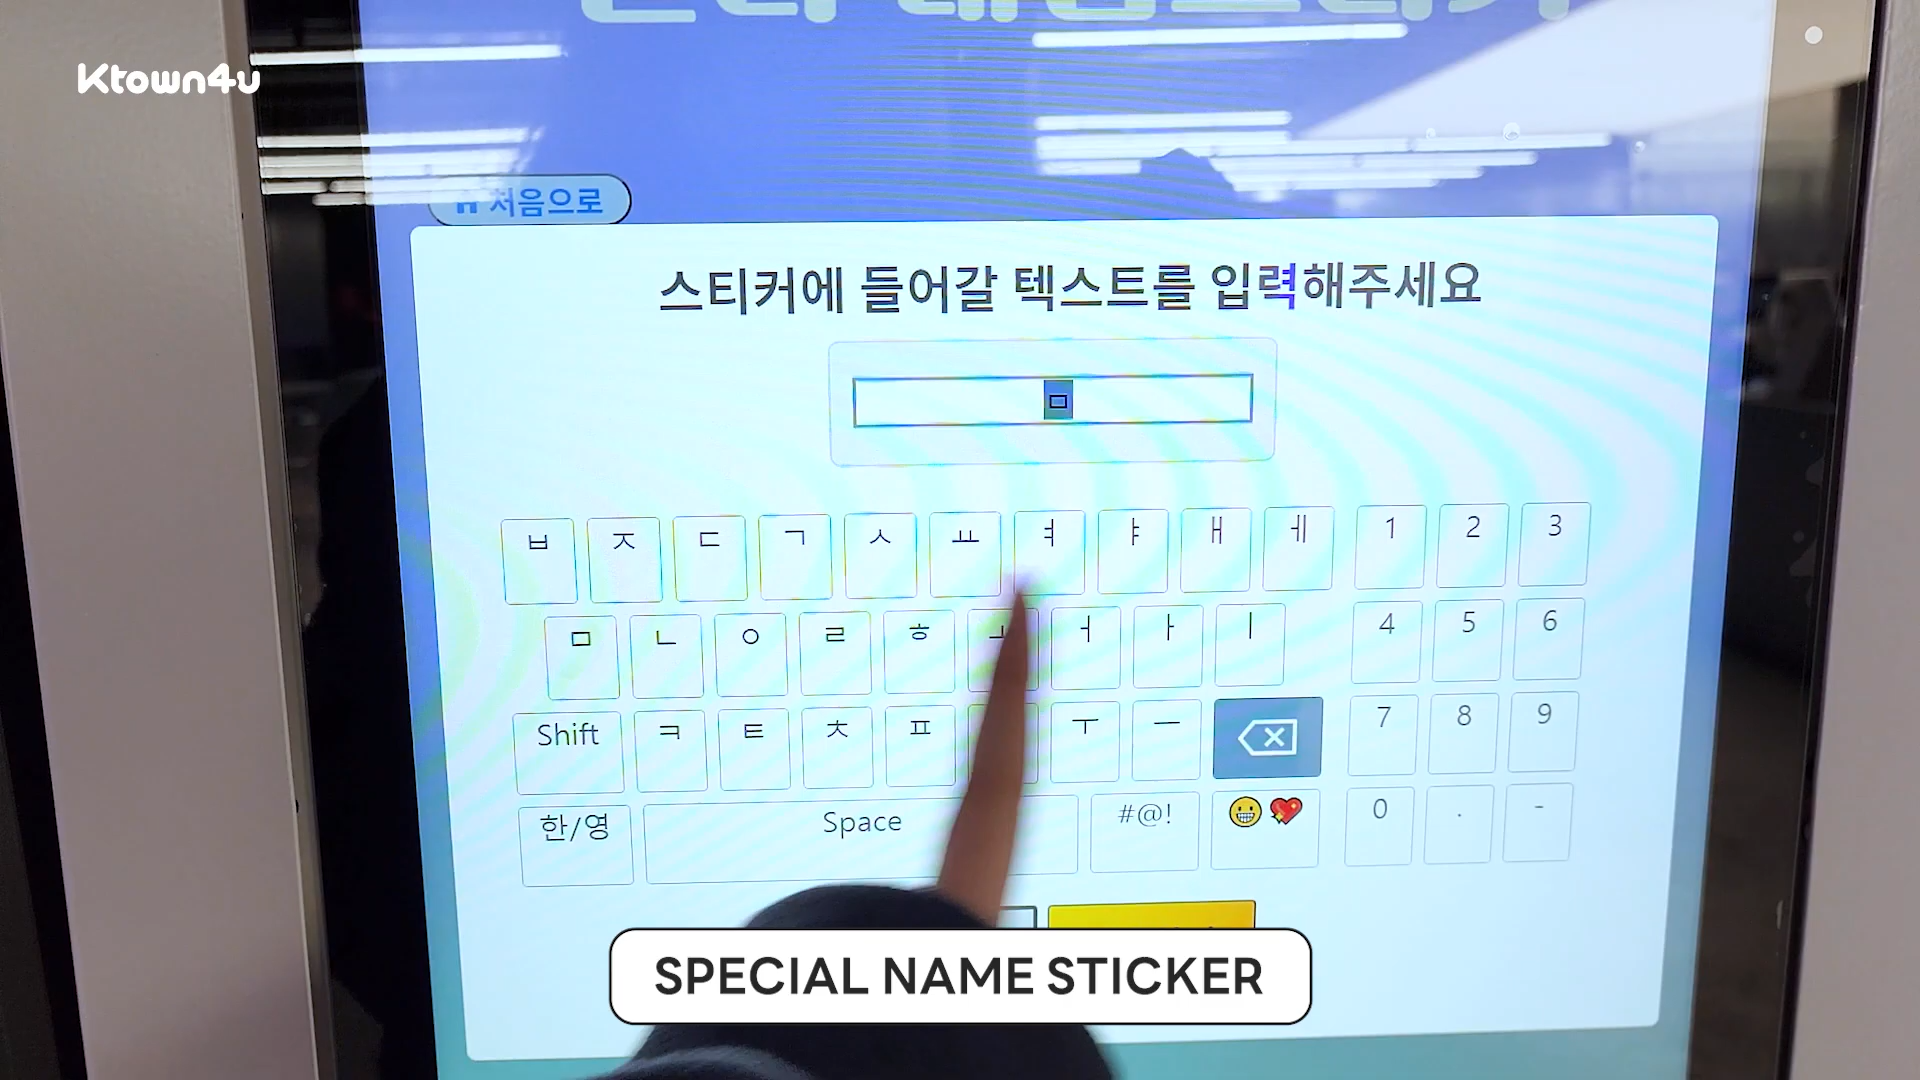 Ktown4u
처음으로
스티커에 들어갈 텍스트를 입력해주세요
ㅁ
ㅂ ㅈ ㄷ ㄱ ㅅ ㅛ ㅕ ㅑ ㅐ ㅔ 1 2 3
ㅁ ㄴ ㅇ ㄹ ㅎ ㅗ ㅓ ㅏ ㅣ 4 5 6
Shift ㅋ ㅌ ㅊ ㅍ ㅜ ㅡ 7 8 9
한/영 Space #@! 😀💖 0 . -
SPECIAL NAME STICKER